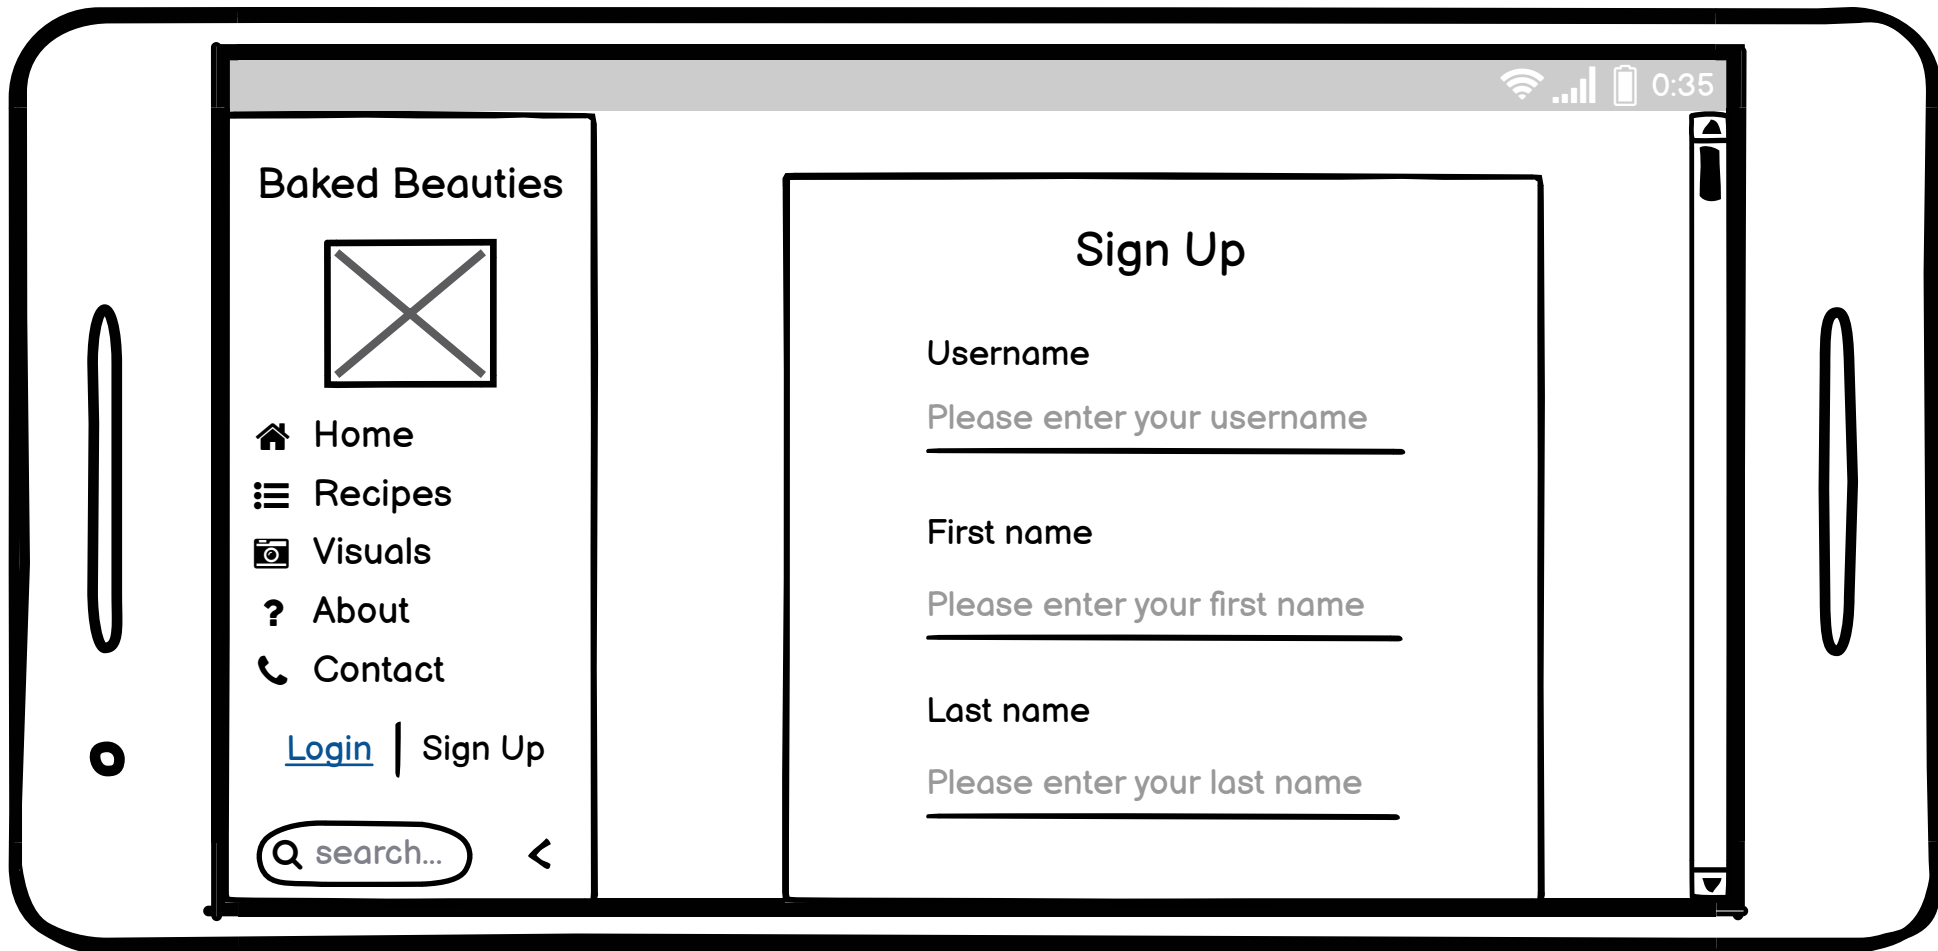 0:35
Baked Beauties
Home
Recipes
Visuals
? About
Contact
Login | Sign Up
search...
<
Sign Up
Username
Please enter your username
First name
Please enter your first name
Last name
Please enter your last name